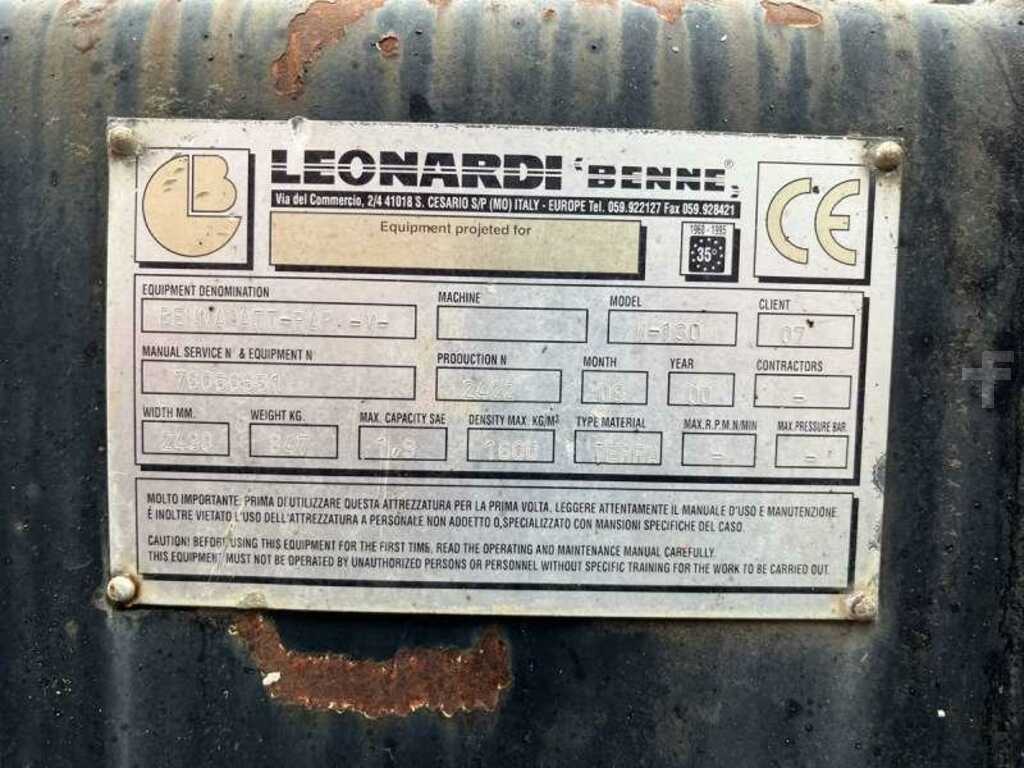 LB
LEONARDI "BENNE„®
CE
Via del Commercio, 2/4 41018 S. CESARIO S/P (MO) ITALY - EUROPE Tel. 059.922127 Fax 059.928421
Equipment projeted for
1960 - 1995
35°
EQUIPMENT DENOMINATION MACHINE MODEL CLIENT
W-130 07
MANUAL SERVICE N° & EQUIPMENT N° PRODUCTION N° MONTH YEAR CONTRACTORS
09 00 -
WIDTH MM. WEIGHT KG. MAX. CAPACITY SAE DENSITY MAX. KG/M³ TYPE MATERIAL MAX. R.P.M. N/MIN MAX. PRESSURE BAR
1800 TERRA - -
MOLTO IMPORTANTE, PRIMA DI UTILIZZARE QUESTA ATTREZZATURA PER LA PRIMA VOLTA, LEGGERE ATTENTAMENTE IL MANUALE D'USO E MANUTENZIONE
È INOLTRE VIETATO L'USO DELL'ATTREZZATURA A PERSONALE NON ADDETTO O SPECIALIZZATO CON MANSIONI SPECIFICHE DEL CASO.
CAUTION! BEFORE USING THIS EQUIPMENT FOR THE FIRST TIME, READ THE OPERATING AND MAINTENANCE MANUAL CAREFULLY.
THIS EQUIPMENT MUST NOT BE OPERATED BY UNAUTHORIZED PERSONS OR PERSONNEL WITHOUT SPECIFIC TRAINING FOR THE WORK TO BE CARRIED OUT.